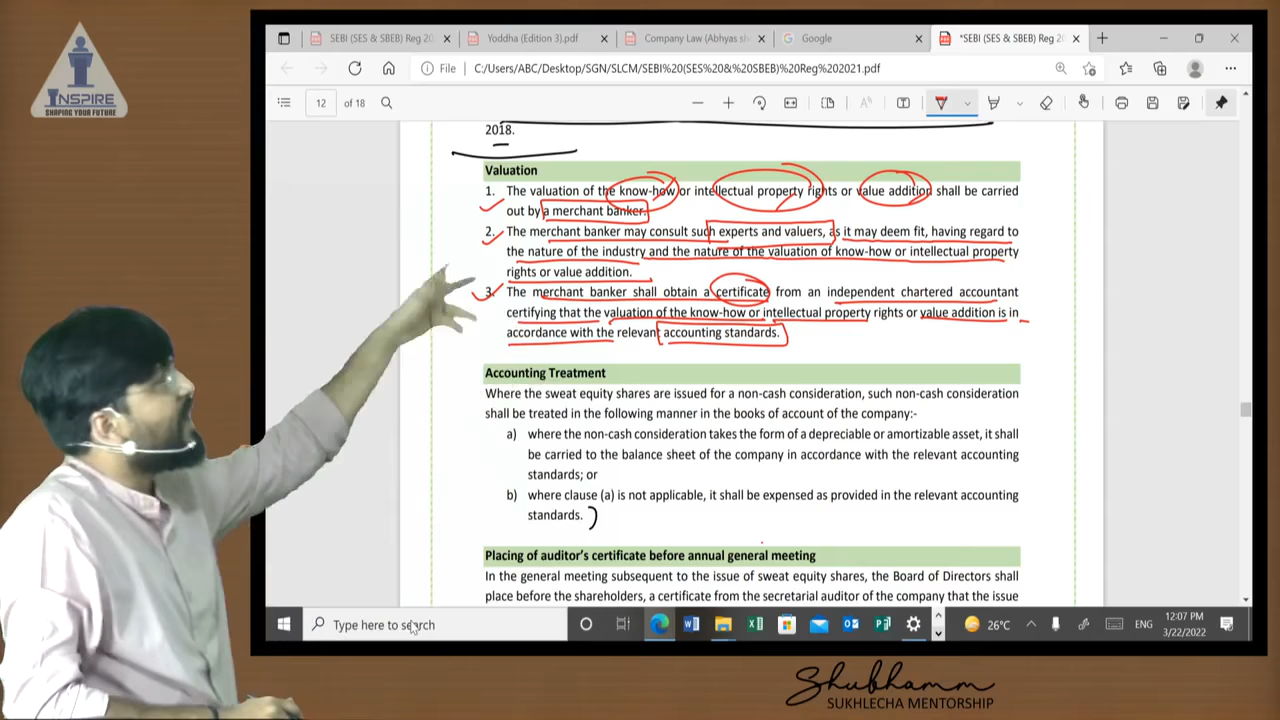 INSPIRE
SHAPING YOUR FUTURE
SEBI (SES & SBEB) Reg 20
Yoddha (Edition 3).pdf
Company Law (Abhyas sh
Google
*SEBI (SES & SBEB) Reg 2
File
C:/Users/ABC/Desktop/SGN/SLCM/SEBI%20(SES%20&%20SBEB)%20Reg%202021.pdf
12 of 18
2018.
Valuation
1. The valuation of the know-how or intellectual property rights or value addition shall be carried
out by a merchant banker.
2. The merchant banker may consult such experts and valuers, as it may deem fit, having regard to
the nature of the industry and the nature of the valuation of know-how or intellectual property
rights or value addition.
3. The merchant banker shall obtain a certificate from an independent chartered accountant
certifying that the valuation of the know-how or intellectual property rights or value addition is in
accordance with the relevant accounting standards.
Accounting Treatment
Where the sweat equity shares are issued for a non-cash consideration, such non-cash consideration
shall be treated in the following manner in the books of account of the company:-
a) where the non-cash consideration takes the form of a depreciable or amortizable asset, it shall
be carried to the balance sheet of the company in accordance with the relevant accounting
standards; or
b) where clause (a) is not applicable, it shall be expensed as provided in the relevant accounting
standards.
Placing of auditor's certificate before annual general meeting
In the general meeting subsequent to the issue of sweat equity shares, the Board of Directors shall
place before the shareholders, a certificate from the secretarial auditor of the company that the issue
Type here to search
26°C
ENG
12:07 PM
3/22/2022
Shubhamm
SUKHLECHA MENTORSHIP